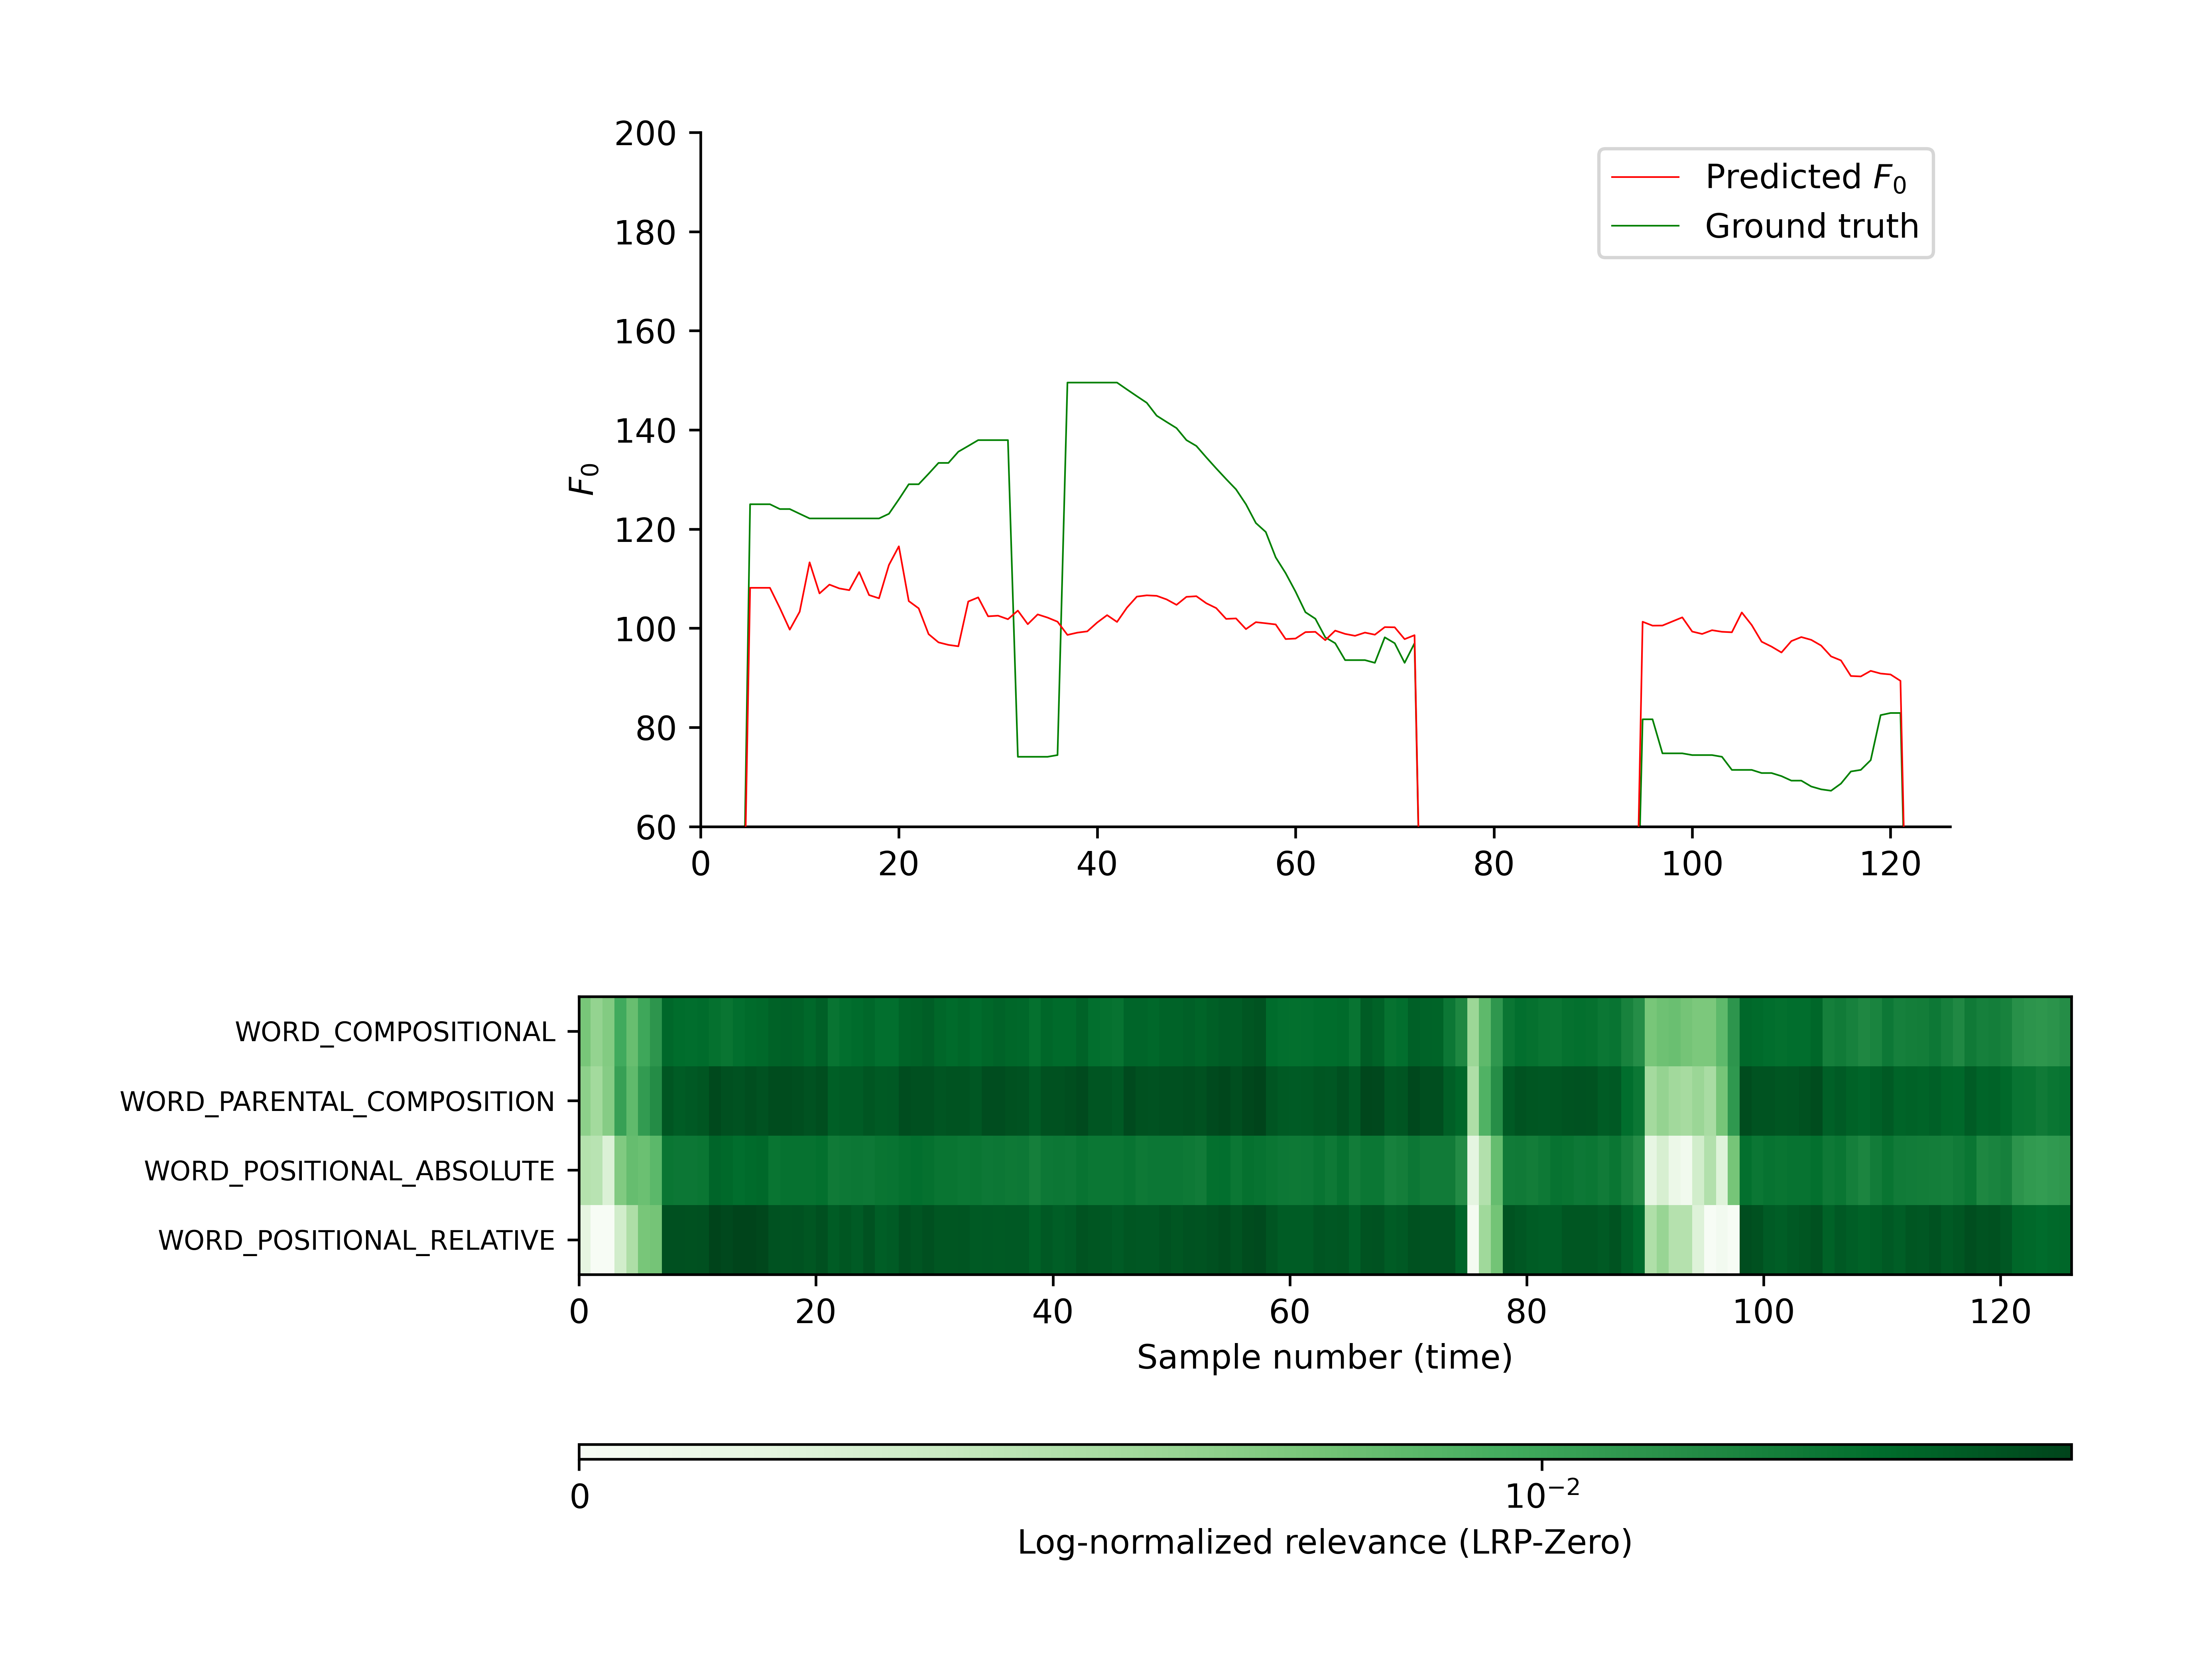 200
180
160
140
120
100
80
60
F₀
Predicted F₀
Ground truth
0 20 40 60 80 100 120
WORD_COMPOSITIONAL
WORD_PARENTAL_COMPOSITION
WORD_POSITIONAL_ABSOLUTE
WORD_POSITIONAL_RELATIVE
0 20 40 60 80 100 120
Sample number (time)
0 10⁻²
Log-normalized relevance (LRP-Zero)